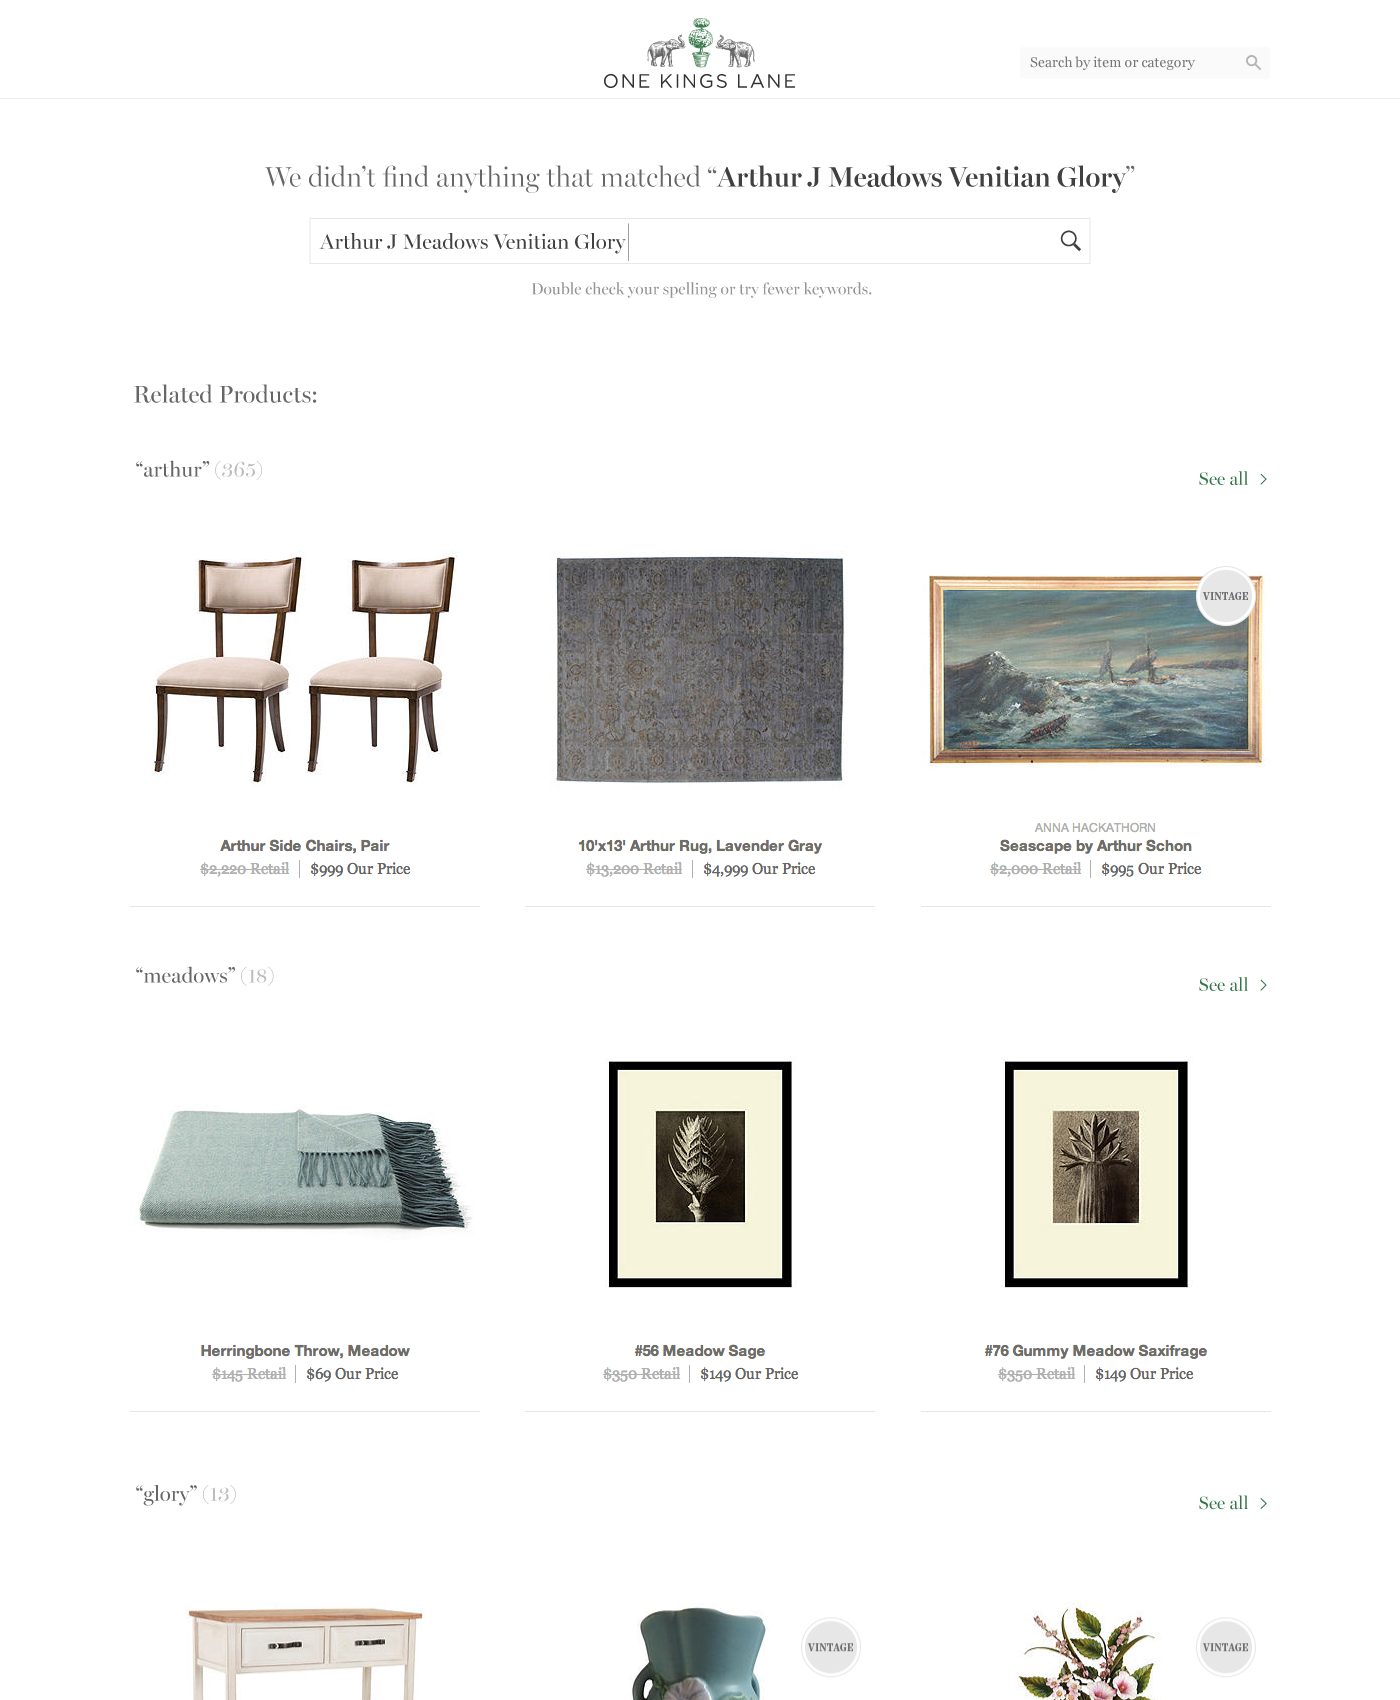 ONE KINGS LANE
Search by item or category
We didn’t find anything that matched “Arthur J Meadows Venitian Glory”
Arthur J Meadows Venitian Glory
Double check your spelling or try fewer keywords.
Related Products:
“arthur” (365)
See all
VINTAGE
Arthur Side Chairs, Pair
$2,220 Retail | $999 Our Price
10'x13' Arthur Rug, Lavender Gray
$13,200 Retail | $4,999 Our Price
ANNA HACKATHORN
Seascape by Arthur Schon
$2,000 Retail | $995 Our Price
“meadows” (18)
See all
Herringbone Throw, Meadow
$145 Retail | $69 Our Price
#56 Meadow Sage
$350 Retail | $149 Our Price
#76 Gummy Meadow Saxifrage
$350 Retail | $149 Our Price
“glory” (13)
See all
VINTAGE
VINTAGE